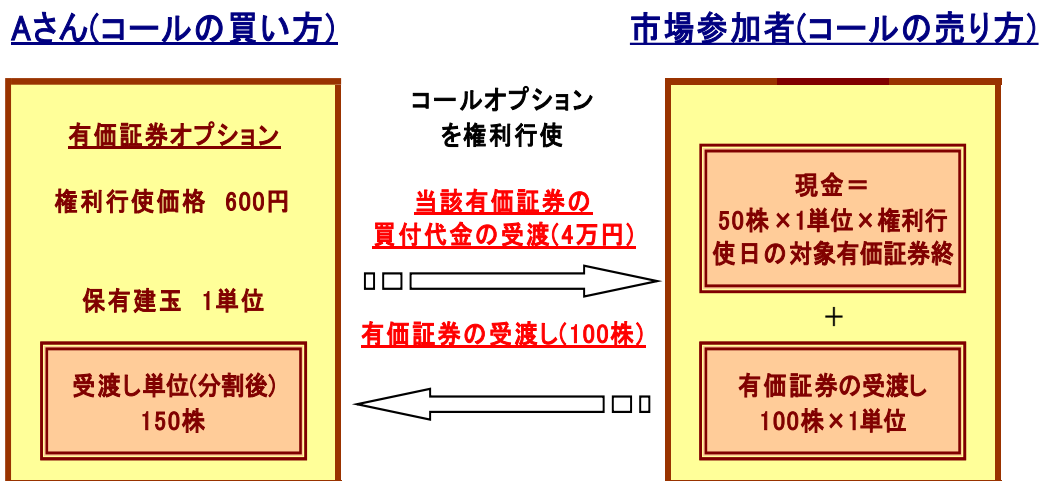 Aさん(コールの買い方)
市場参加者(コールの売り方)
有価証券オプション
権利行使価格 600円
保有建玉 1単位
受渡し単位(分割後)
150株
コールオプション
を権利行使
当該有価証券の
買付代金の受渡(4万円)
有価証券の受渡し(100株)
現金＝
50株×1単位×権利行
使日の対象有価証券終
＋
有価証券の受渡し
100株×1単位